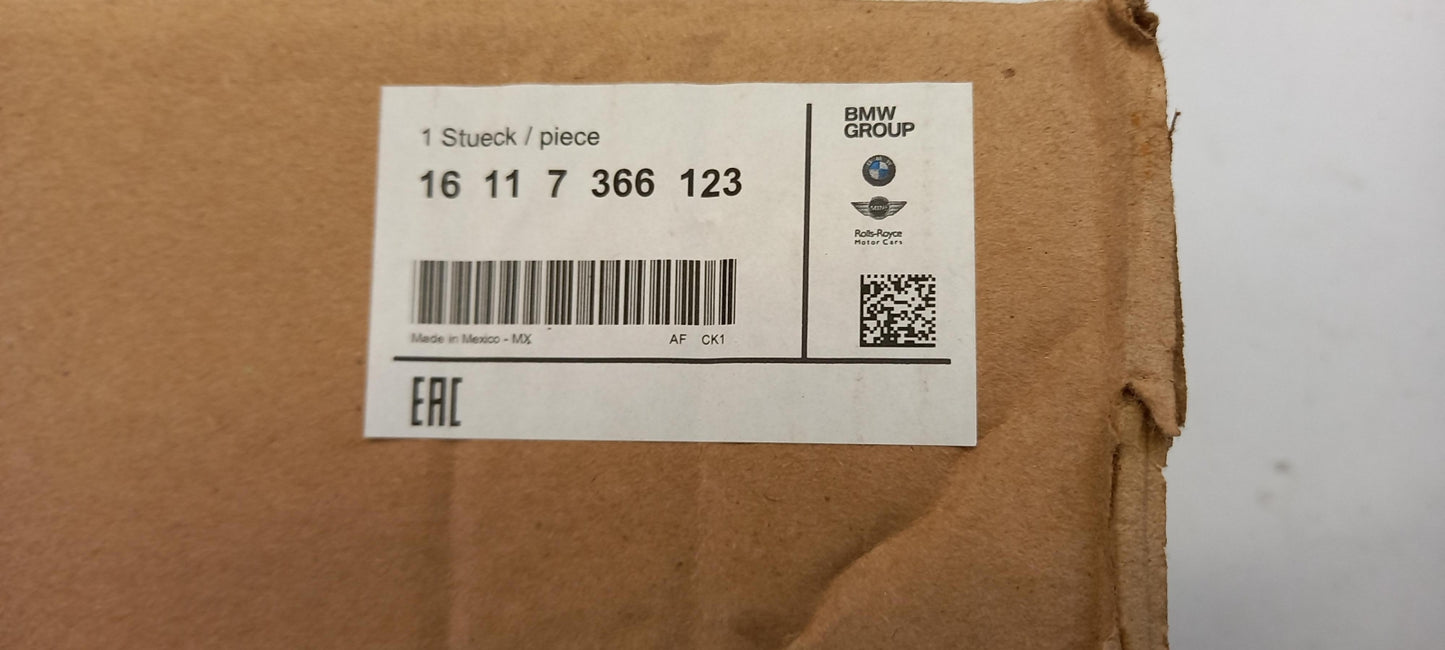 1 Stueck / piece
16 11 7 366 123
Made in Mexico - MX
AF CK1
EAC
BMW
GROUP
MINI
Rolls-Royce
Motor Cars